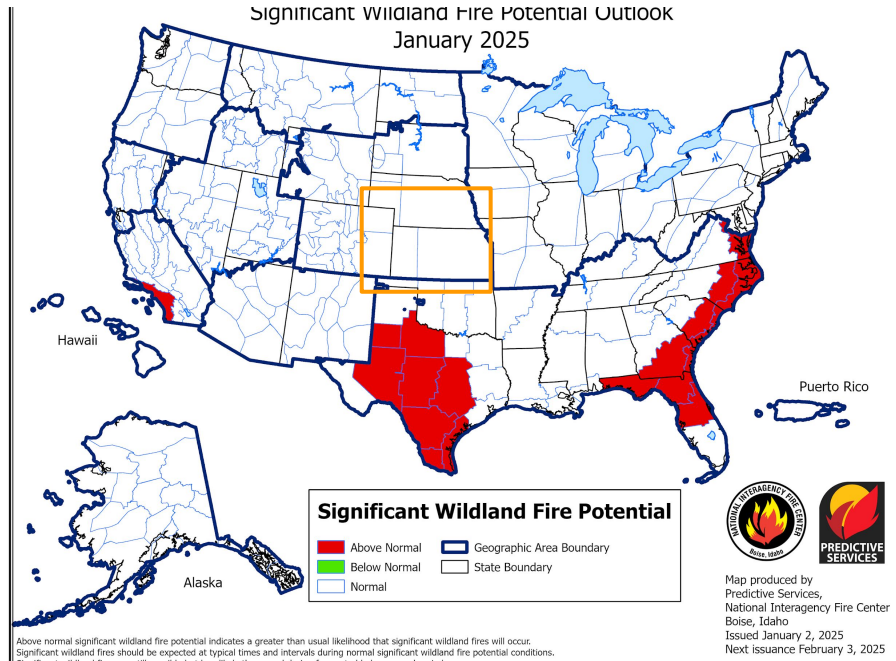 Significant Wildland Fire Potential Outlook
January 2025
Hawaii
Puerto Rico
Alaska
Significant Wildland Fire Potential
Above Normal
Below Normal
Normal
Geographic Area Boundary
State Boundary
NATIONAL INTERAGENCY FIRE CENTER
Boise, Idaho
PREDICTIVE
SERVICES
Map produced by
Predictive Services,
National Interagency Fire Center
Boise, Idaho
Issued January 2, 2025
Next issuance February 3, 2025
Above normal significant wildland fire potential indicates a greater than usual likelihood that significant wildland fires will occur.
Significant wildland fires should be expected at typical times and intervals during normal significant wildland fire potential conditions.